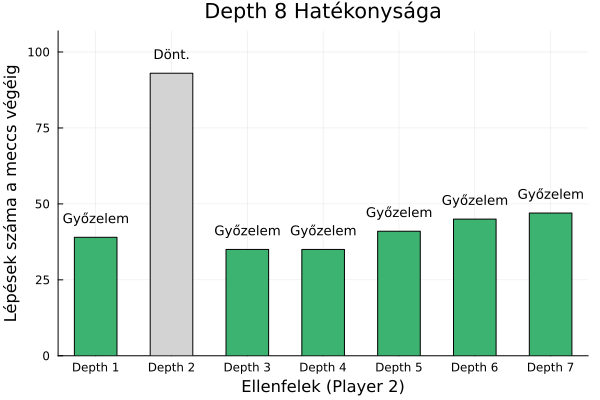 Depth 8 Hatékonysága
Lépések száma a meccs végéig
100
75
50
25
0
Győzelem
Dönt.
Győzelem
Győzelem
Győzelem
Győzelem
Győzelem
Depth 1
Depth 2
Depth 3
Depth 4
Depth 5
Depth 6
Depth 7
Ellenfelek (Player 2)